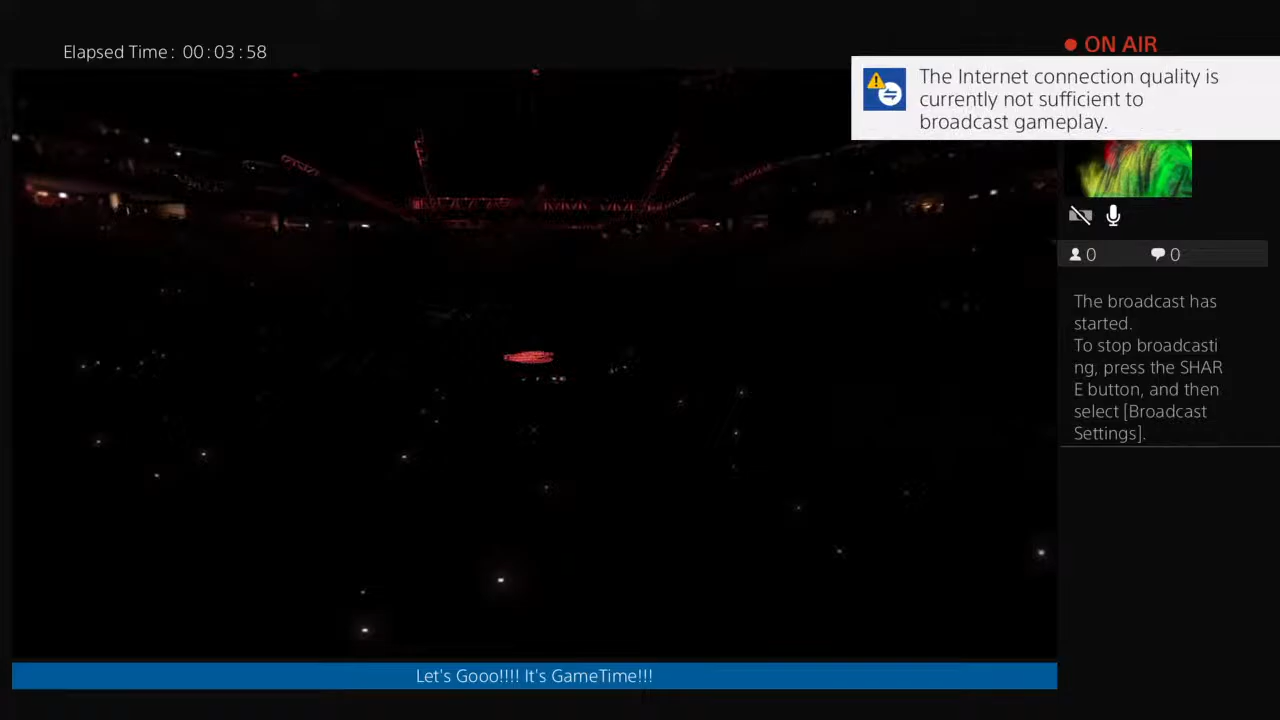 Elapsed Time: 00:03:58
ON AIR
The Internet connection quality is
currently not sufficient to
broadcast gameplay.
0
0
The broadcast has
started.
To stop broadcasti
ng, press the SHAR
E button, and then
select [Broadcast
Settings].
Let's Gooo!!!! It's GameTime!!!